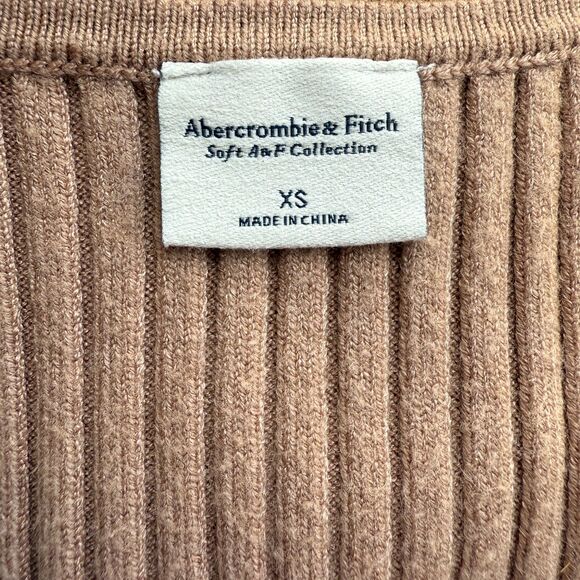 Abercrombie & Fitch
Soft A&F Collection
XS
MADE IN CHINA